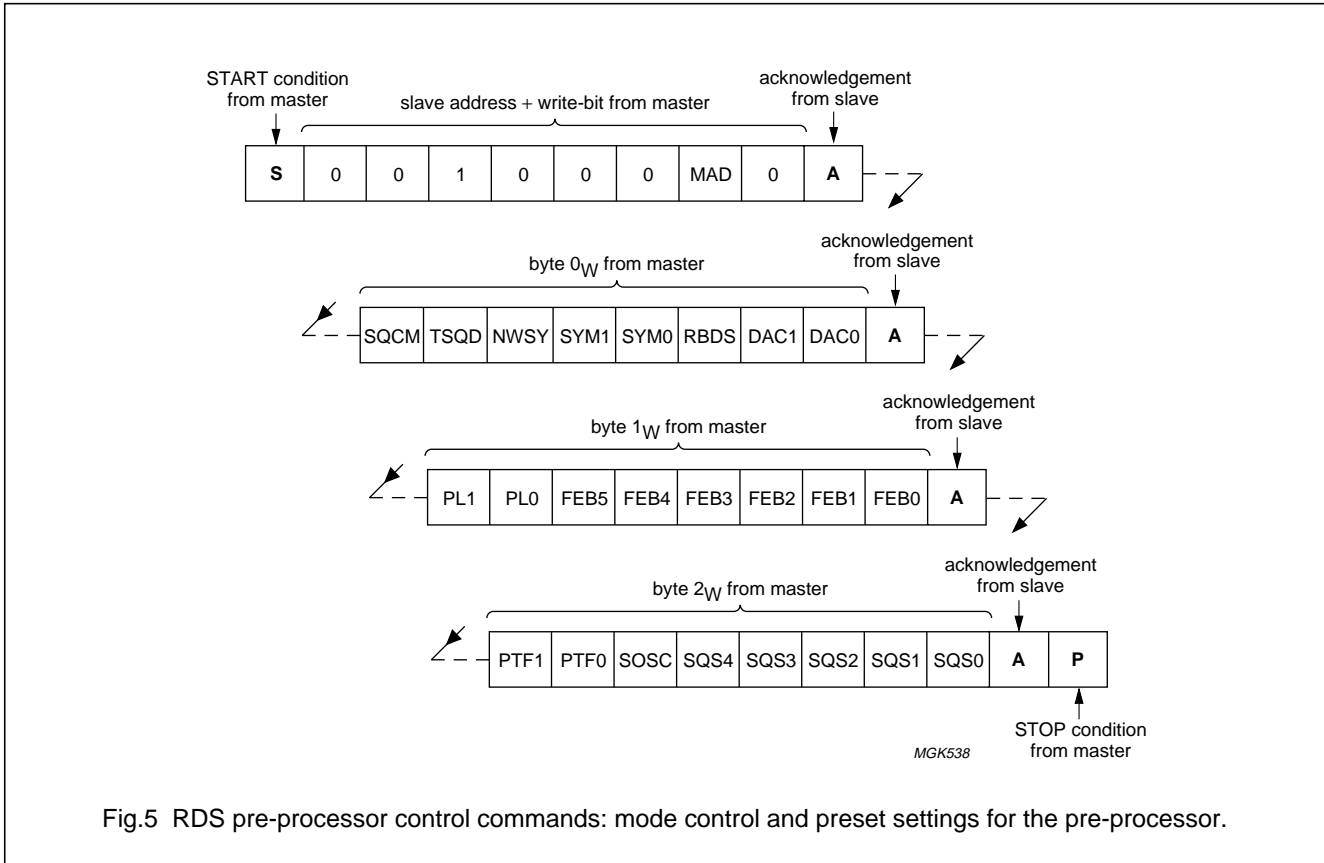 START condition
from master
slave address + write-bit from master
acknowledgement
from slave
S 0 0 1 0 0 0 MAD 0 A
byte 0W from master
acknowledgement
from slave
SQCM TSQD NWSY SYM1 SYM0 RBDS DAC1 DAC0 A
byte 1W from master
acknowledgement
from slave
PL1 PL0 FEB5 FEB4 FEB3 FEB2 FEB1 FEB0 A
byte 2W from master
acknowledgement
from slave
PTF1 PTF0 SOSC SQS4 SQS3 SQS2 SQS1 SQS0 A P
STOP condition
from master
MGK538
Fig.5 RDS pre-processor control commands: mode control and preset settings for the pre-processor.